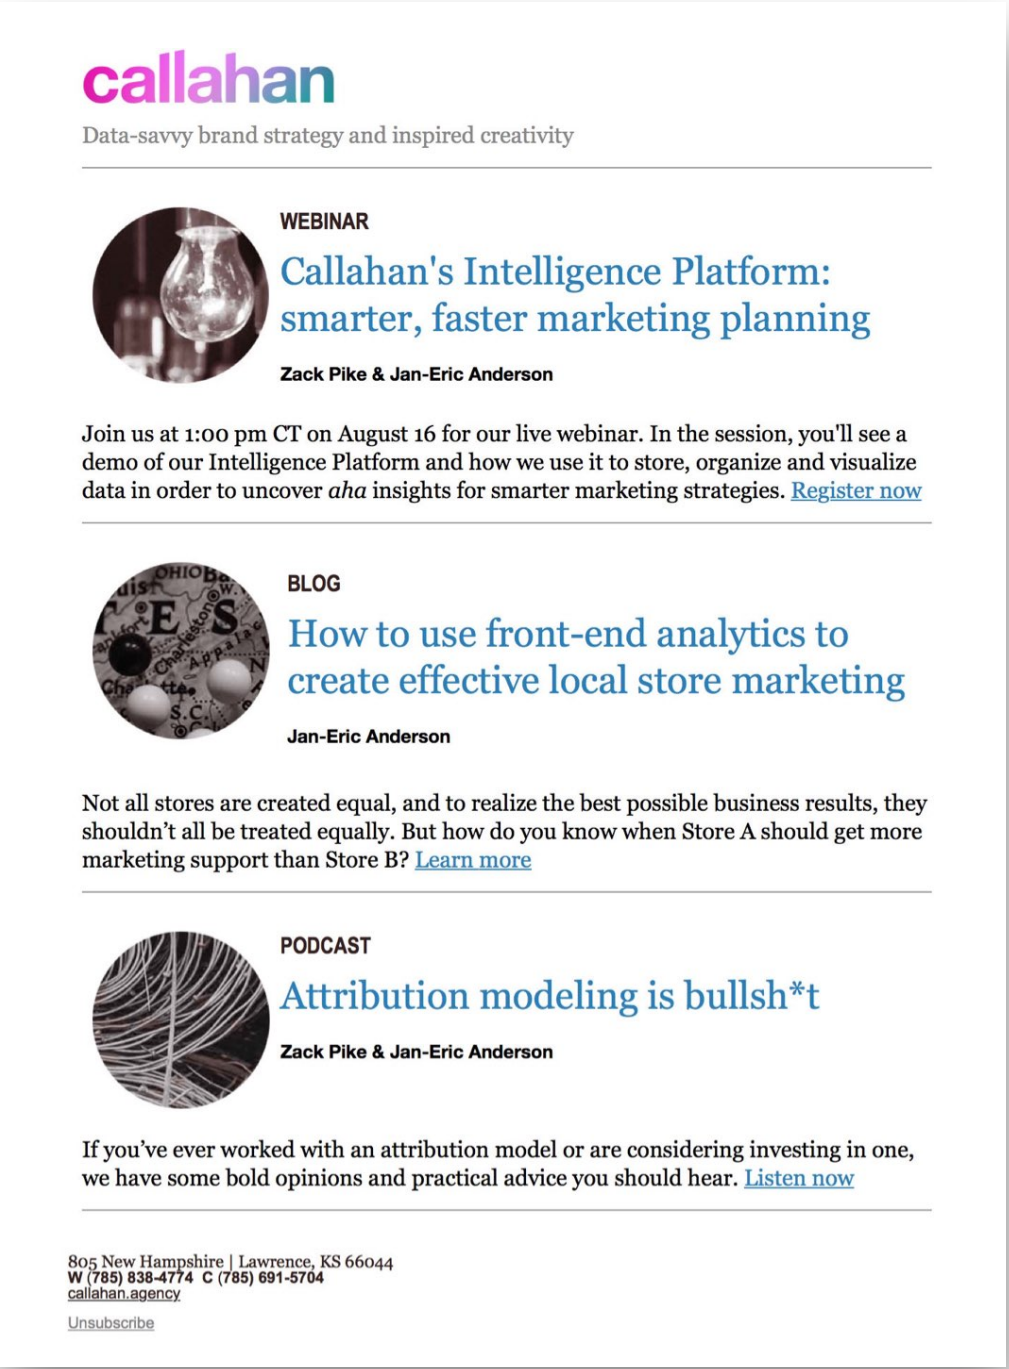 callahan
Data-savvy brand strategy and inspired creativity
WEBINAR
Callahan's Intelligence Platform:
smarter, faster marketing planning
Zack Pike & Jan-Eric Anderson
Join us at 1:00 pm CT on August 16 for our live webinar. In the session, you'll see a
demo of our Intelligence Platform and how we use it to store, organize and visualize
data in order to uncover aha insights for smarter marketing strategies. Register now
OHIO
E S
Charleston
Appalac
S.C.
BLOG
How to use front-end analytics to
create effective local store marketing
Jan-Eric Anderson
Not all stores are created equal, and to realize the best possible business results, they
shouldn’t all be treated equally. But how do you know when Store A should get more
marketing support than Store B? Learn more
PODCAST
Attribution modeling is bullsh*t
Zack Pike & Jan-Eric Anderson
If you’ve ever worked with an attribution model or are considering investing in one,
we have some bold opinions and practical advice you should hear. Listen now
805 New Hampshire | Lawrence, KS 66044
W (785) 838-4774 C (785) 691-5704
callahan.agency
Unsubscribe